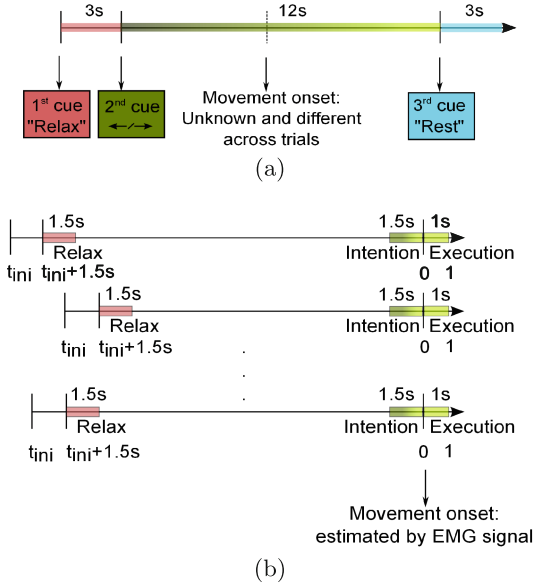 3s 12s 3s
1st cue "Relax"
2nd cue
Movement onset:
Unknown and different
across trials
3rd cue
"Rest"
(a)
1.5s 1.5s 1s
Relax Intention Execution
tini tini+1.5s 0 1
1.5s 1.5s 1s
Relax Intention Execution
tini tini+1.5s 0 1
.
.
.
1.5s 1.5s 1s
Relax Intention Execution
tini tini+1.5s 0 1
Movement onset:
estimated by EMG signal
(b)